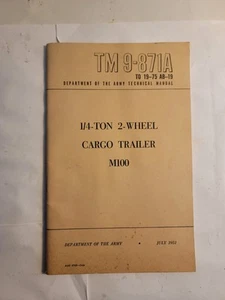 TM 9-871A
TO 19-75 AB-19
DEPARTMENT OF THE ARMY TECHNICAL MANUAL
1/4-TON 2-WHEEL
CARGO TRAILER
M100
DEPARTMENT OF THE ARMY • JULY